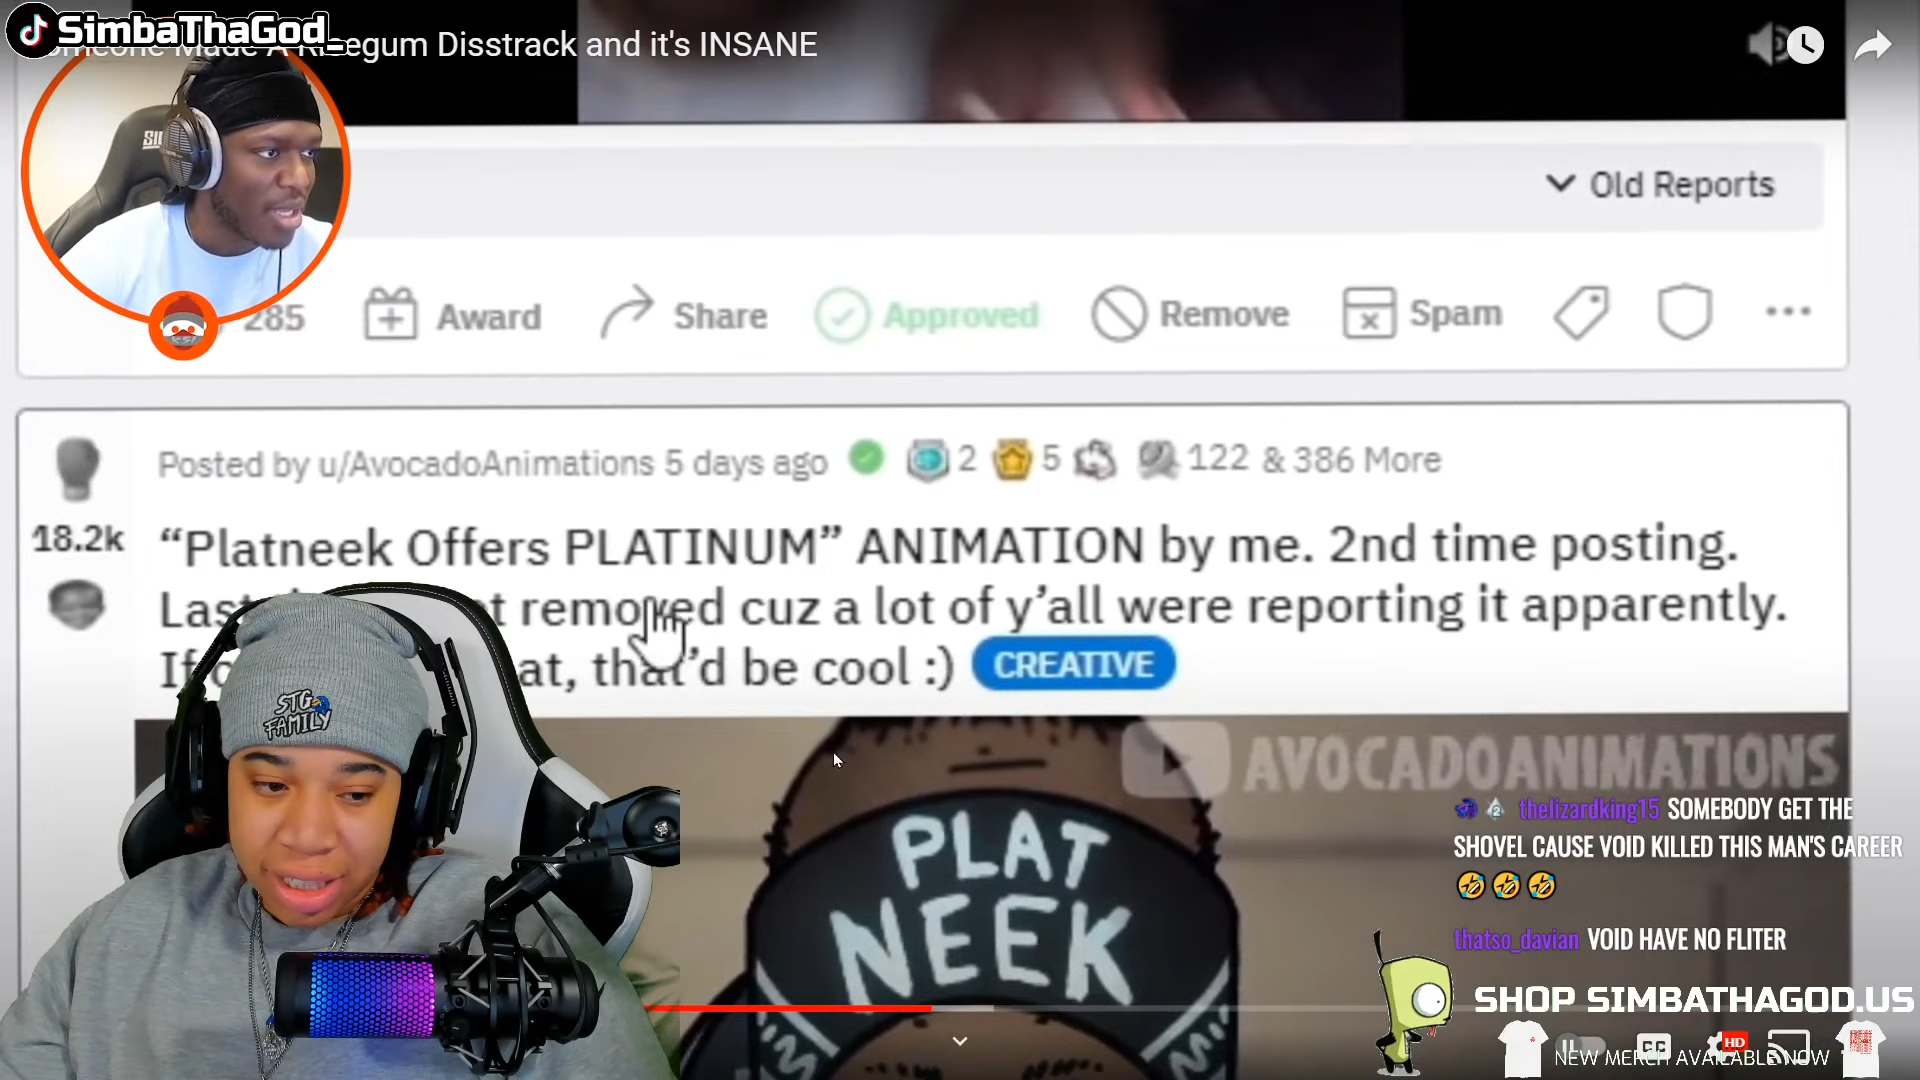 SimbaThaGod_
Disstrack and it's INSANE
Old Reports
285
Award
Share
Approved
Remove
Spam
Posted by u/AvocadoAnimations 5 days ago 2 5 122 & 386 More
18.2k
“Platneek Offers PLATINUM” ANIMATION by me. 2nd time posting.
removed cuz a lot of y’all were reporting it apparently.
that’d be cool :) CREATIVE
AVOCADOANIMATIONS
PLAT
NEEK
STG
FAMILY
thelizardking15 SOMEBODY GET THE
SHOVEL CAUSE VOID KILLED THIS MAN'S CAREER
🤣 🤣 🤣
thatso_davian VOID HAVE NO FLITER
SHOP SIMBATHAGOD.US
CC
HD
NEW MERCH AVAILABLE NOW